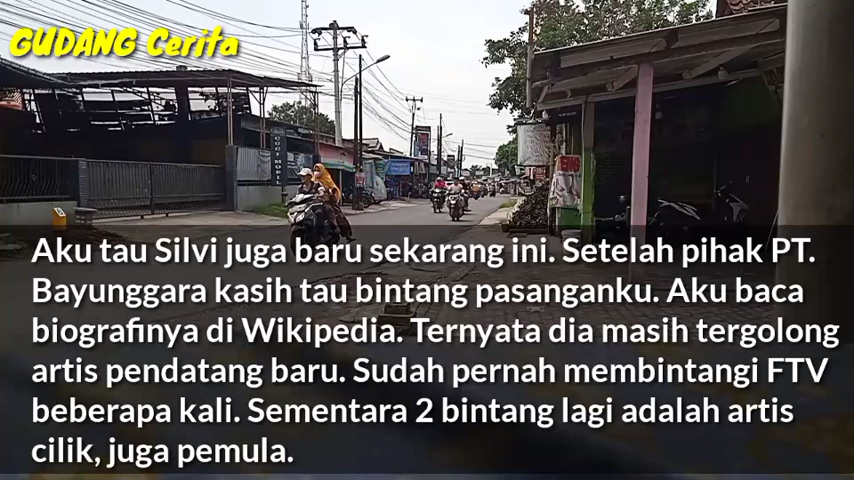 GUDANG Cerita
CUCI MOBIL
Aku tau Silvi juga baru sekarang ini. Setelah pihak PT.
Bayunggara kasih tau bintang pasanganku. Aku baca
biografinya di Wikipedia. Ternyata dia masih tergolong
artis pendatang baru. Sudah pernah membintangi FTV
beberapa kali. Sementara 2 bintang lagi adalah artis
cilik, juga pemula.